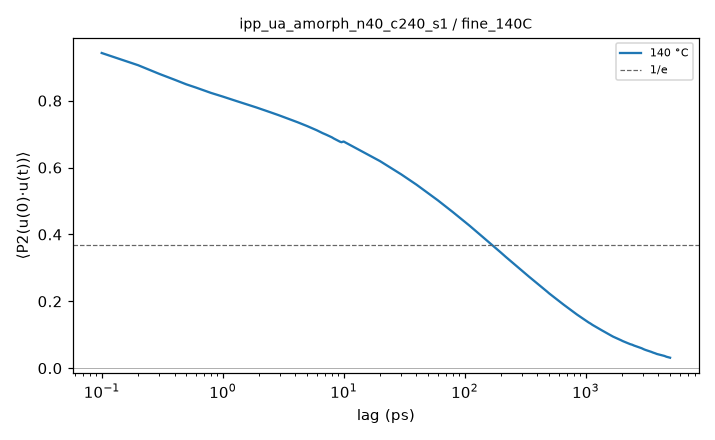 ipp_ua_amorph_n40_c240_s1 / fine_140C
140 °C
1/e
⟨P2(u(0)·u(t))⟩
0.8
0.6
0.4
0.2
0.0
10⁻¹ 10⁰ 10¹ 10² 10³
lag (ps)